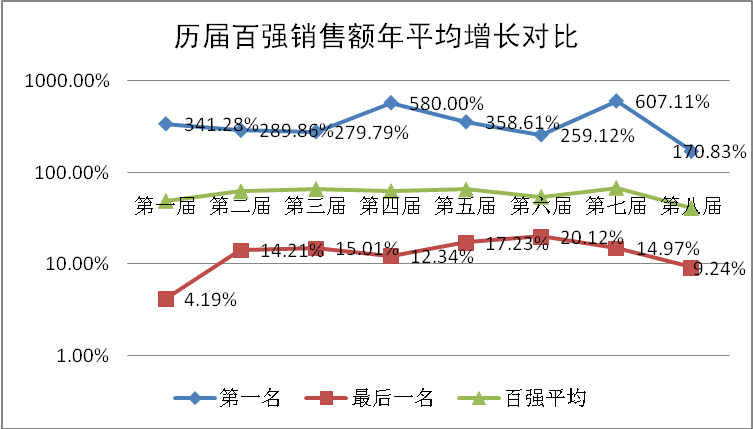 历届百强销售额年平均增长对比
1000.00%
100.00%
10.00%
1.00%
341.28% 289.86% 279.79% 580.00% 358.61% 259.12% 607.11% 170.83%
第一届 第二届 第三届 第四届 第五届 第六届 第七届 第八届
4.19% 14.21% 15.01% 12.34% 17.23% 20.12% 14.97% 9.24%
第一名 最后一名 百强平均